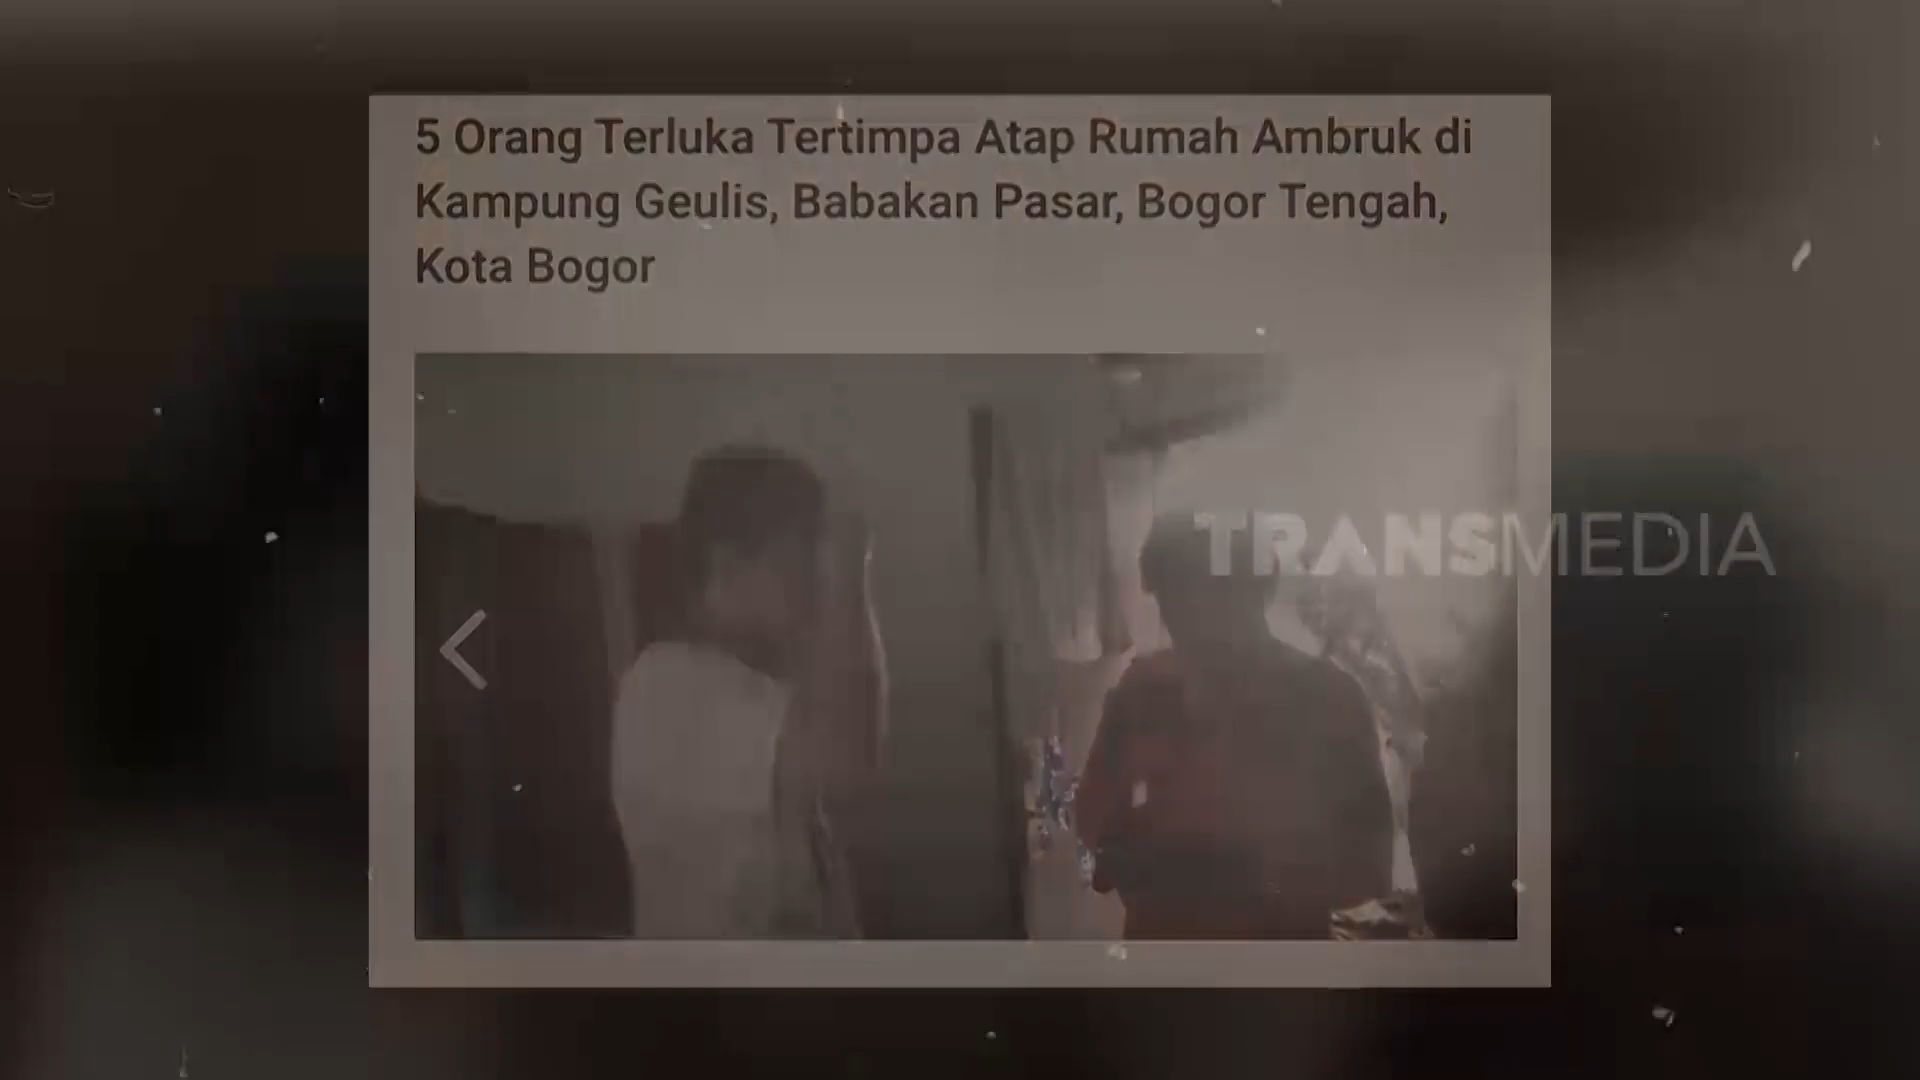 5 Orang Terluka Tertimpa Atap Rumah Ambruk di
Kampung Geulis, Babakan Pasar, Bogor Tengah,
Kota Bogor
TRANSMEDIA